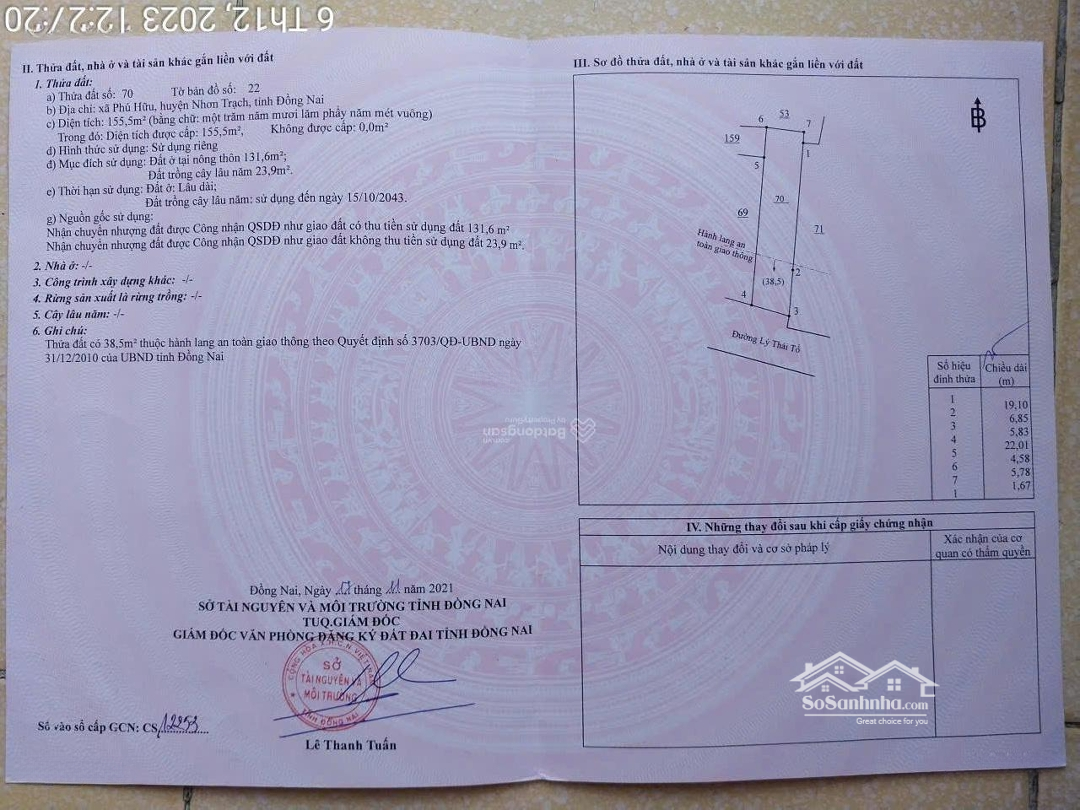 6 Th12, 2023 12:2:7:20
II. Thửa đất, nhà ở và tài sản khác gắn liền với đất
1. Thửa đất:
a) Thửa đất số: 70 Tờ bản đồ số: 22
b) Địa chỉ: xã Phú Hữu, huyện Nhơn Trạch, tỉnh Đồng Nai
c) Diện tích: 155,5m² (bằng chữ: một trăm năm mươi lăm phẩy năm mét vuông)
Trong đó: Diện tích được cấp: 155,5m², Không được cấp: 0,0m²
d) Hình thức sử dụng: Sử dụng riêng
đ) Mục đích sử dụng: Đất ở tại nông thôn 131,6m²;
Đất trồng cây lâu năm 23,9m².
e) Thời hạn sử dụng: Đất ở: Lâu dài;
Đất trồng cây lâu năm: sử dụng đến ngày 15/10/2043.
g) Nguồn gốc sử dụng:
Nhận chuyển nhượng đất được Công nhận QSDĐ như giao đất có thu tiền sử dụng đất 131,6 m²
Nhận chuyển nhượng đất được Công nhận QSDĐ như giao đất không thu tiền sử dụng đất 23,9 m².
2. Nhà ở: -/-
3. Công trình xây dựng khác: -/-
4. Rừng sản xuất là rừng trồng: -/-
5. Cây lâu năm: -/-
6. Ghi chú:
Thửa đất có 38,5m² thuộc hành lang an toàn giao thông theo Quyết định số 3703/QĐ-UBND ngày
31/12/2010 của UBND tỉnh Đồng Nai
Đồng Nai, Ngày 17 tháng 11 năm 2021
SỞ TÀI NGUYÊN VÀ MÔI TRƯỜNG TỈNH ĐỒNG NAI
TUQ.GIÁM ĐỐC
GIÁM ĐỐC VĂN PHÒNG ĐĂNG KÝ ĐẤT ĐAI TỈNH ĐỒNG NAI
SỞ
TÀI NGUYÊN VÀ
MÔI TRƯỜNG
TỈNH ĐỒNG NAI
Số vào sổ cấp GCN: CS12253
Lê Thanh Tuấn
III. Sơ đồ thửa đất, nhà ở và tài sản khác gắn liền với đất
B
6 53 7
159
1
5
70
69
71
Hành lang an
toàn giao thông
2
(38,5)
4
3
Đường Lý Thái Tổ
Số hiệu đỉnh thửa Chiều dài (m)
1
19,10
2
6,85
3
5,83
4
22,01
5
4,58
6
5,78
7
1,67
1
IV. Những thay đổi sau khi cấp giấy chứng nhận
Nội dung thay đổi và cơ sở pháp lý
Xác nhận của cơ
quan có thẩm quyền
Batdongsan
by PropertyGuru
SoSanhnha.com
Great choice for you